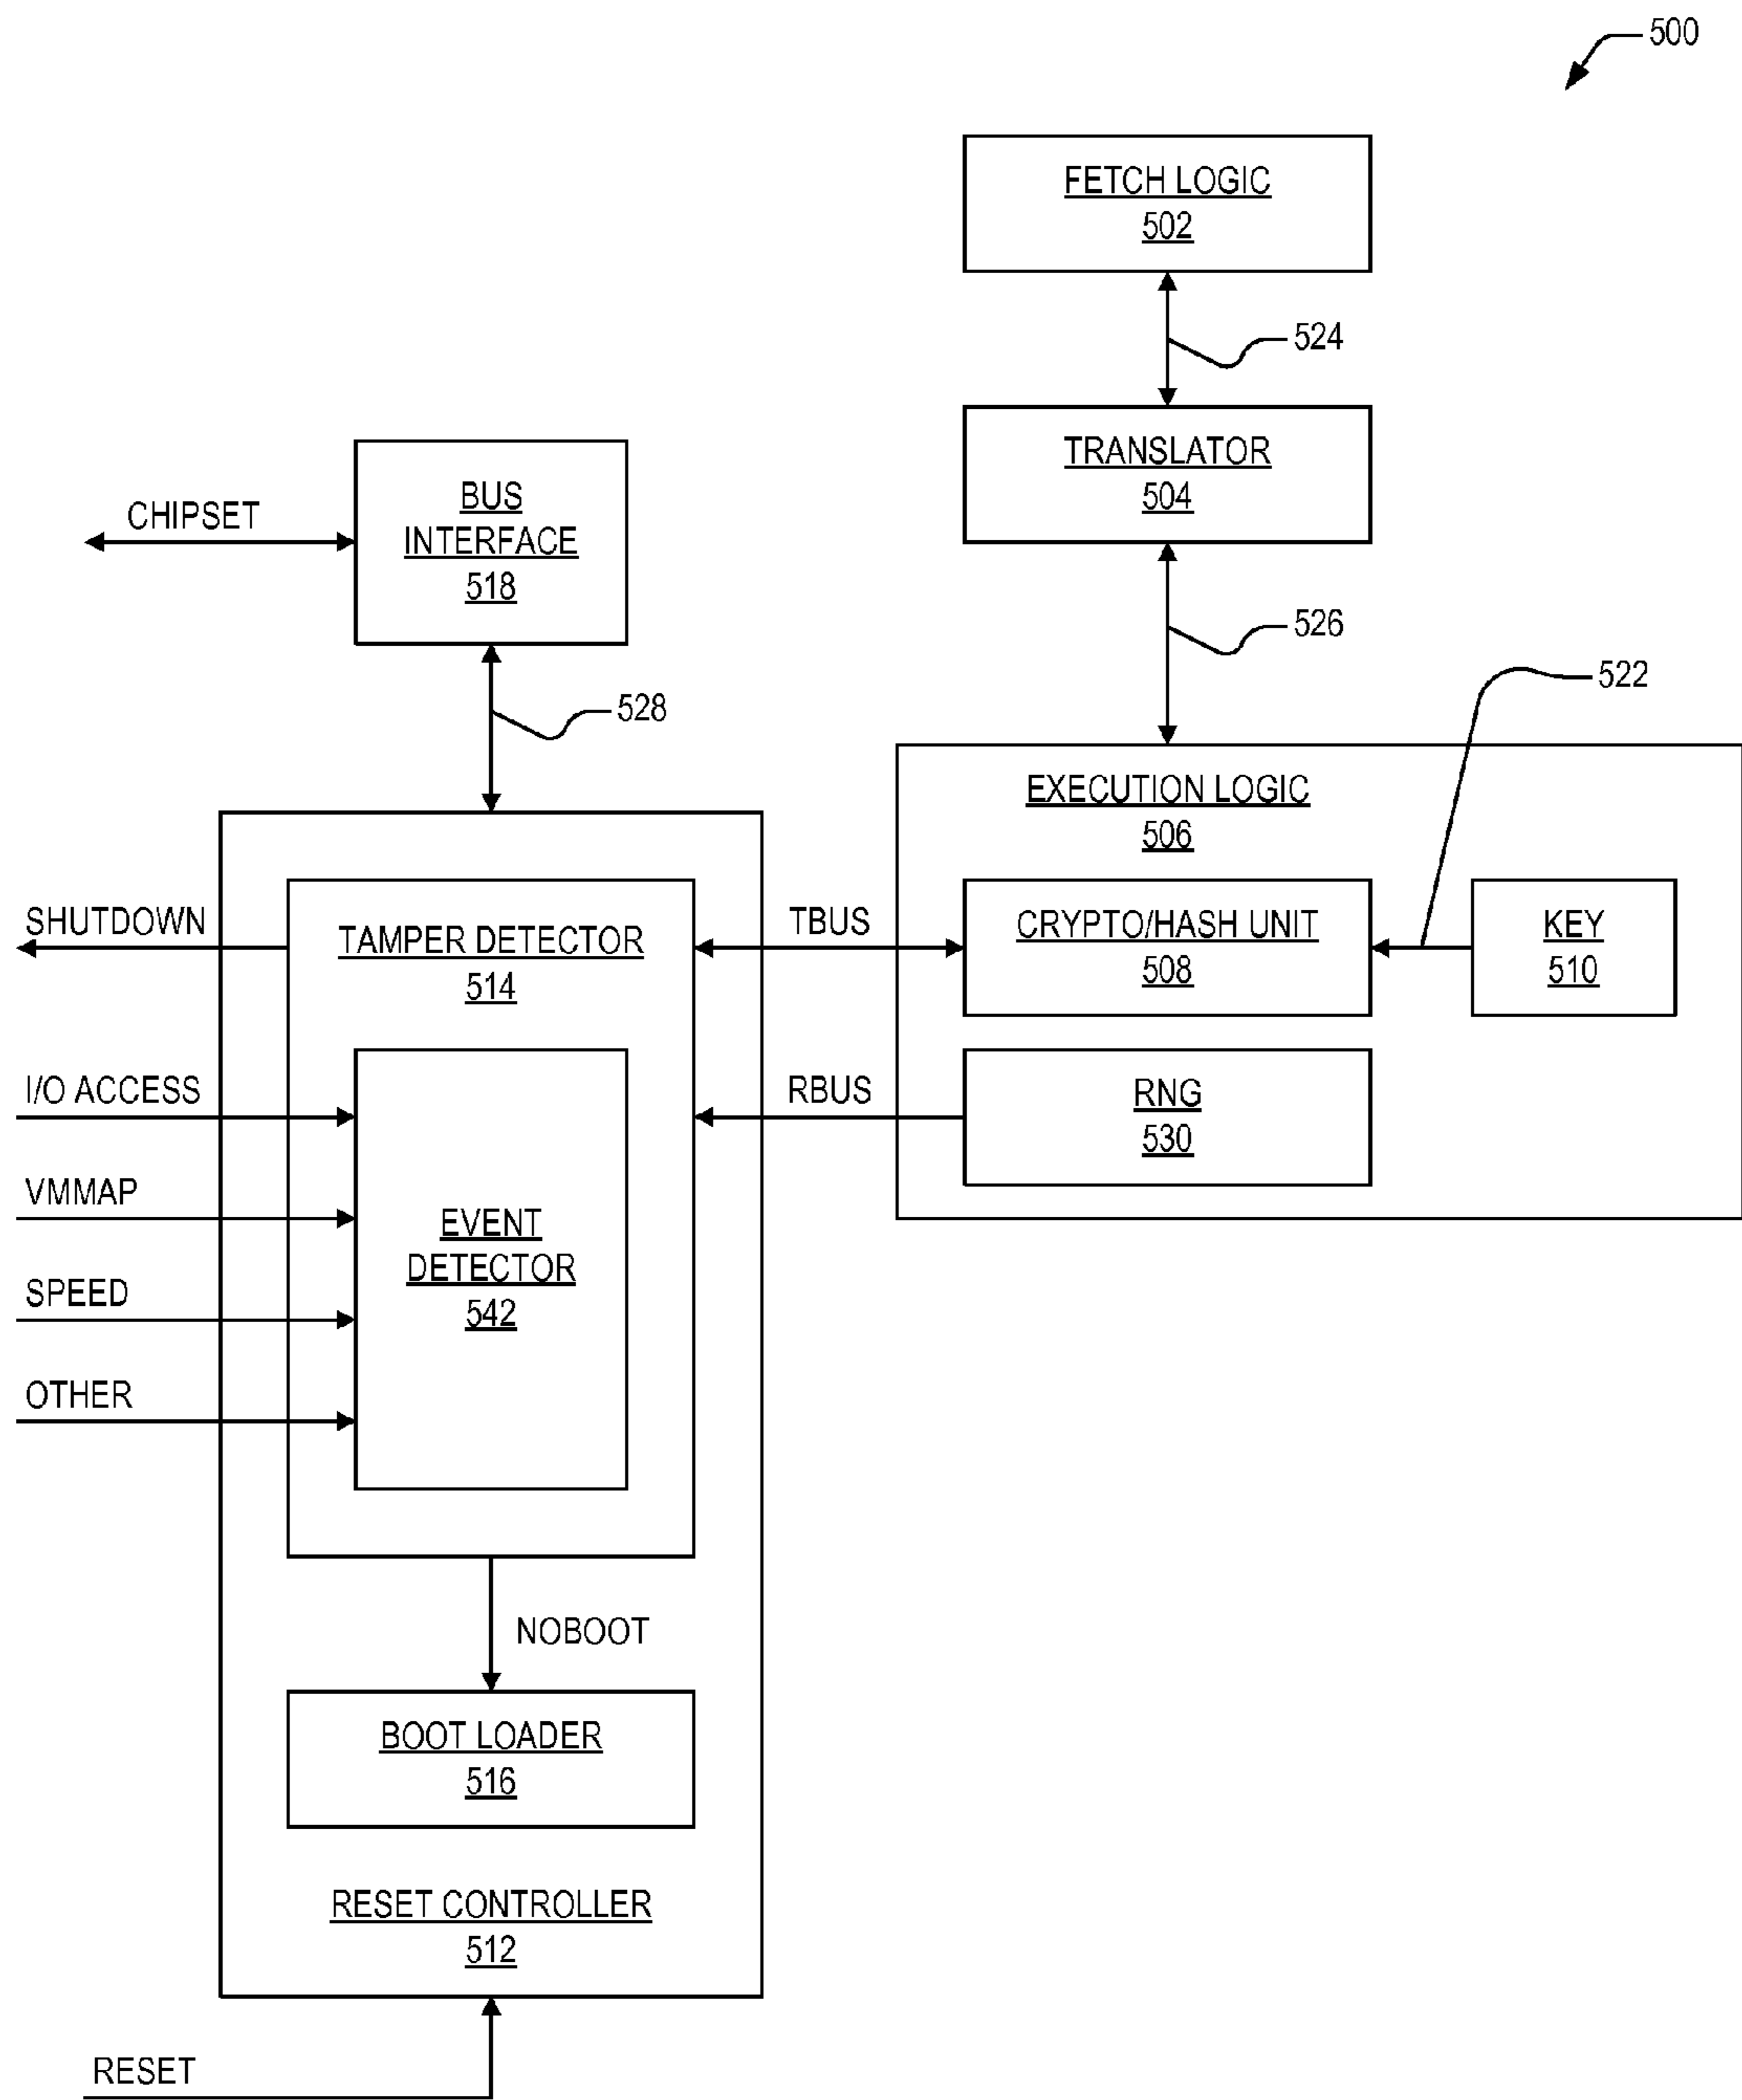 500
FETCH LOGIC
502
524
TRANSLATOR
504
CHIPSET
BUS
INTERFACE
518
526
522
528
EXECUTION LOGIC
506
SHUTDOWN
TAMPER DETECTOR
514
TBUS
CRYPTO/HASH UNIT
508
KEY
510
I/O ACCESS
RBUS
RNG
530
VMMAP
EVENT
DETECTOR
542
SPEED
OTHER
NOBOOT
BOOT LOADER
516
RESET CONTROLLER
512
RESET